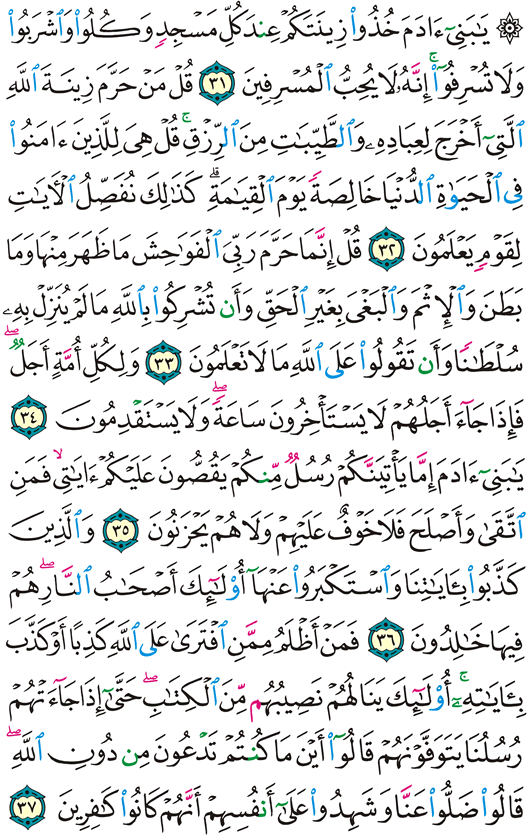 ۞ يَٰبَنِيٓ ءَادَمَ خُذُواْ زِينَتَكُمۡ عِندَ كُلِّ مَسۡجِدٖ وَكُلُواْ وَٱشۡرَبُواْ
وَلَا تُسۡرِفُوٓاْۚ إِنَّهُۥ لَا يُحِبُّ ٱلۡمُسۡرِفِينَ ٣١ قُلۡ مَنۡ حَرَّمَ زِينَةَ ٱللَّهِ
ٱلَّتِيٓ أَخۡرَجَ لِعِبَادِهِۦ وَٱلطَّيِّبَٰتِ مِنَ ٱلرِّزۡقِۚ قُلۡ هِيَ لِلَّذِينَ ءَامَنُواْ
فِي ٱلۡحَيَوٰةِ ٱلدُّنۡيَا خَالِصَةٗ يَوۡمَ ٱلۡقِيَٰمَةِۗ كَذَٰلِكَ نُفَصِّلُ ٱلۡأٓيَٰتِ
لِقَوۡمٖ يَعۡلَمُونَ ٣٢ قُلۡ إِنَّمَا حَرَّمَ رَبِّيَ ٱلۡفَوَٰحِشَ مَا ظَهَرَ مِنۡهَا وَمَا
بَطَنَ وَٱلۡإِثۡمَ وَٱلۡبَغۡيَ بِغَيۡرِ ٱلۡحَقِّ وَأَن تُشۡرِكُواْ بِٱللَّهِ مَا لَمۡ يُنَزِّلۡ بِهِۦ
سُلۡطَٰنٗا وَأَن تَقُولُواْ عَلَى ٱللَّهِ مَا لَا تَعۡلَمُونَ ٣٣ وَلِكُلِّ أُمَّةٍ أَجَلٞۖ
فَإِذَا جَآءَ أَجَلُهُمۡ لَا يَسۡتَأۡخِرُونَ سَاعَةٗ وَلَا يَسۡتَقۡدِمُونَ ٣٤
يَٰبَنِيٓ ءَادَمَ إِمَّا يَأۡتِيَنَّكُمۡ رُسُلٞ مِّنكُمۡ يَقُصُّونَ عَلَيۡكُمۡ ءَايَٰتِي ۙ فَمَنِ
ٱتَّقَىٰ وَأَصۡلَحَ فَلَا خَوۡفٌ عَلَيۡهِمۡ وَلَا هُمۡ يَحۡزَنُونَ ٣٥ وَٱلَّذِينَ
كَذَّبُواْ بِـَٔايَٰتِنَا وَٱسۡتَكۡبَرُواْ عَنۡهَآ أُوْلَٰٓئِكَ أَصۡحَٰبُ ٱلنَّارِۖ هُمۡ
فِيهَا خَٰلِدُونَ ٣٦ فَمَنۡ أَظۡلَمُ مِمَّنِ ٱفۡتَرَىٰ عَلَى ٱللَّهِ كَذِبًا أَوۡ كَذَّبَ
بِـَٔايَٰتِهِۦٓۚ أُوْلَٰٓئِكَ يَنَالُهُمۡ نَصِيبُهُم مِّنَ ٱلۡكِتَٰبِۖ حَتَّىٰٓ إِذَا جَآءَتۡهُمۡ
رُسُلُنَا يَتَوَفَّوۡنَهُمۡ قَالُوٓاْ أَيۡنَ مَا كُنتُمۡ تَدۡعُونَ مِن دُونِ ٱللَّهِۖ
قَالُواْ ضَلُّواْ عَنَّا وَشَهِدُواْ عَلَىٰٓ أَنفُسِهِمۡ أَنَّهُمۡ كَانُواْ كَٰفِرِينَ ٣٧